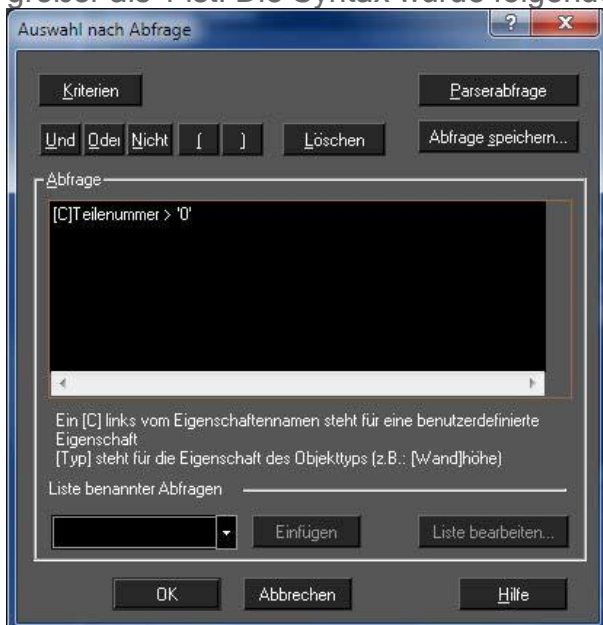 Auswahl nach Abfrage
Kriterien
Parserabfrage
Und Oder Nicht ( )
Löschen
Abfrage speichern...
Abfrage
[C]Teilenummer > '0'
Ein [C] links vom Eigenschaftennamen steht für eine benutzerdefinierte
Eigenschaft
[Typ] steht für die Eigenschaft des Objekttyps (z.B.: [Wand]höhe)
Liste benannter Abfragen
Einfügen
Liste bearbeiten...
OK
Abbrechen
Hilfe